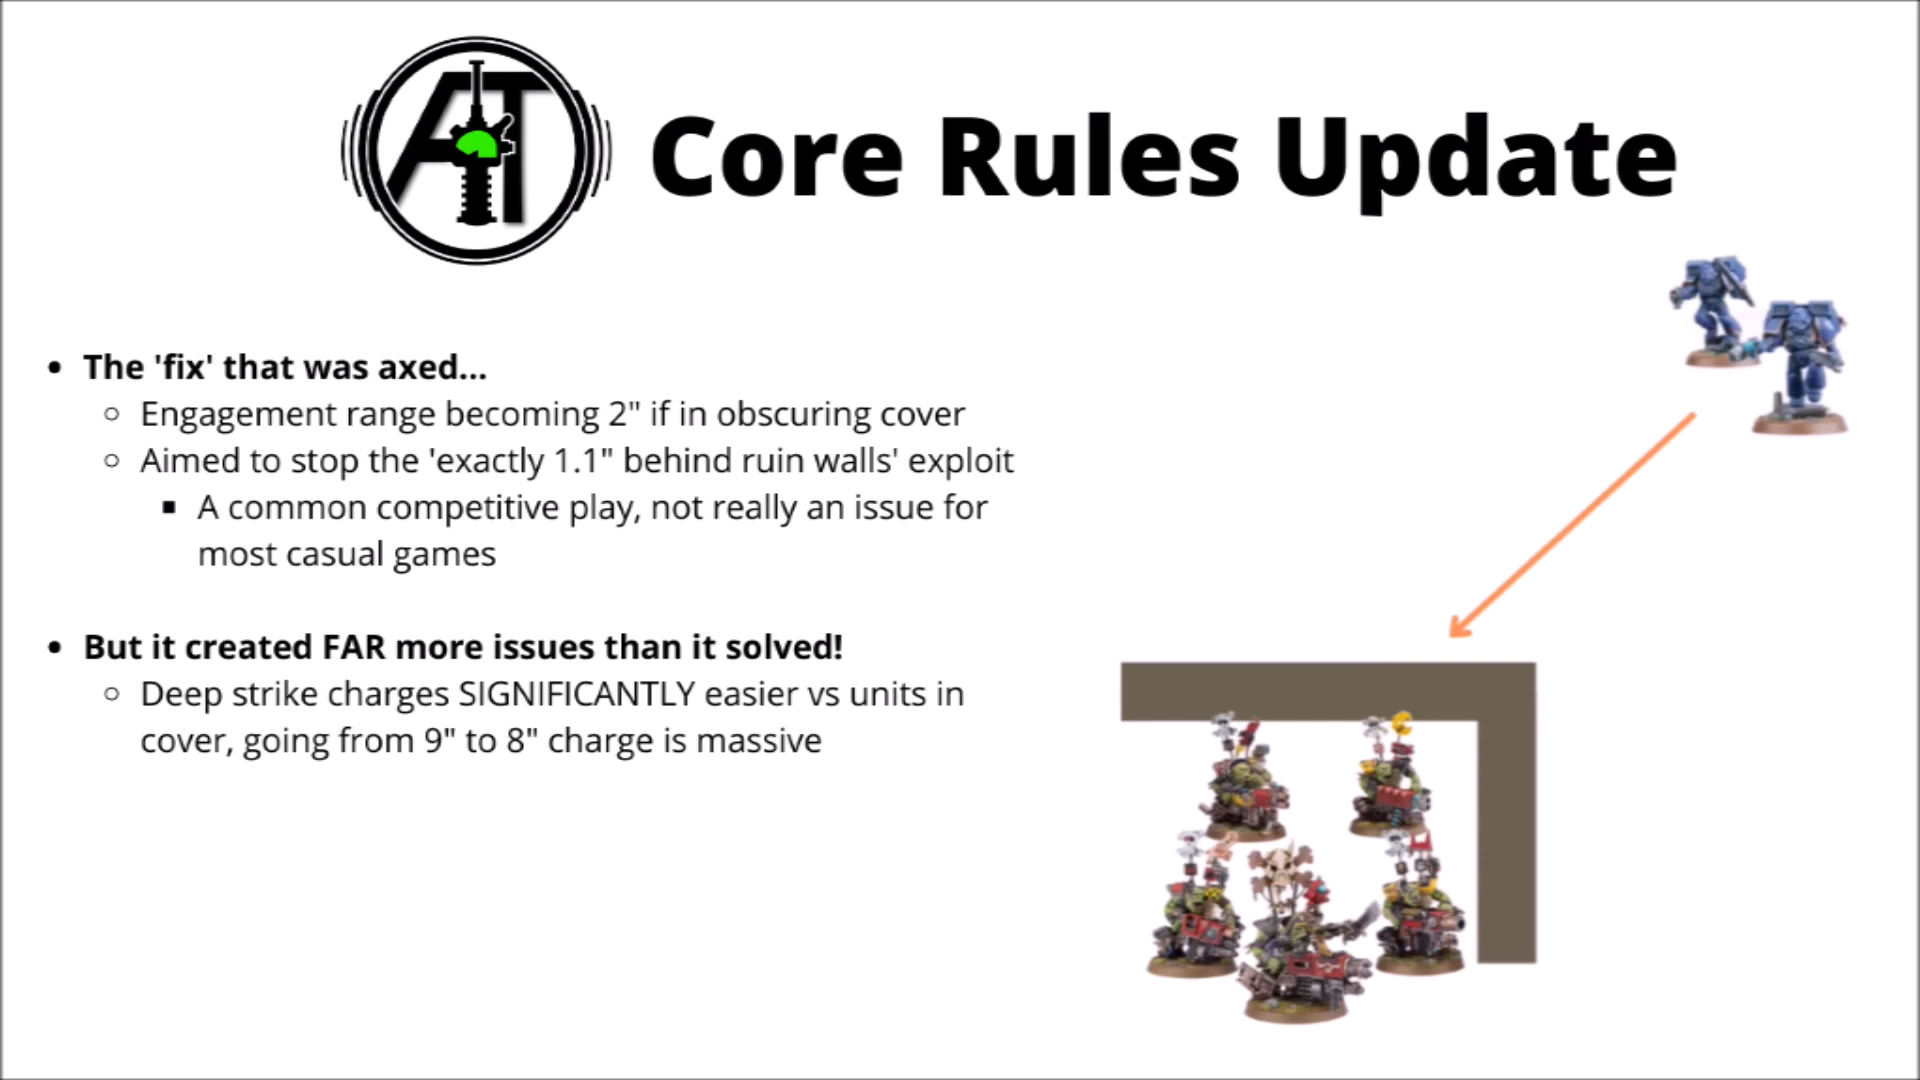 AT
Core Rules Update
• The 'fix' that was axed...
○ Engagement range becoming 2" if in obscuring cover
○ Aimed to stop the 'exactly 1.1" behind ruin walls' exploit
■ A common competitive play, not really an issue for
most casual games
• But it created FAR more issues than it solved!
○ Deep strike charges SIGNIFICANTLY easier vs units in
cover, going from 9" to 8" charge is massive